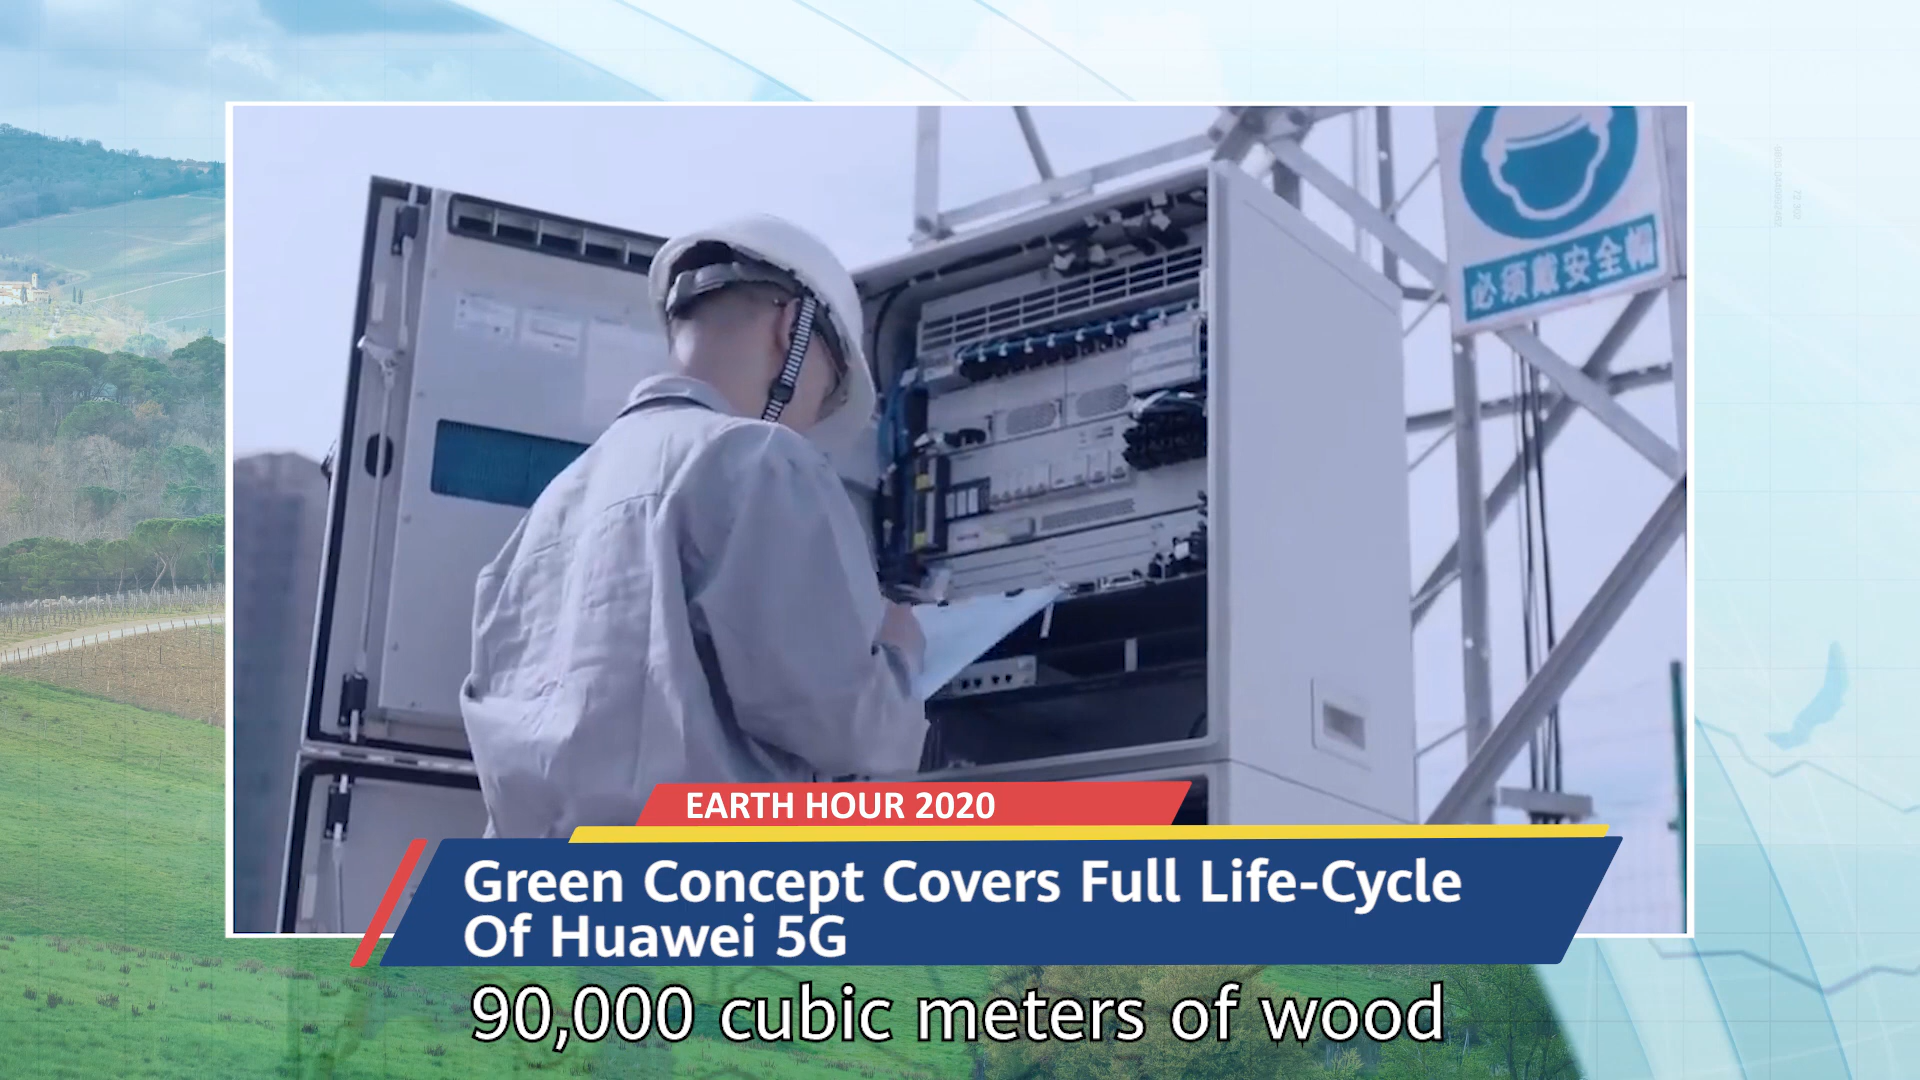 必须戴安全帽
EARTH HOUR 2020
Green Concept Covers Full Life-Cycle
Of Huawei 5G
90,000 cubic meters of wood